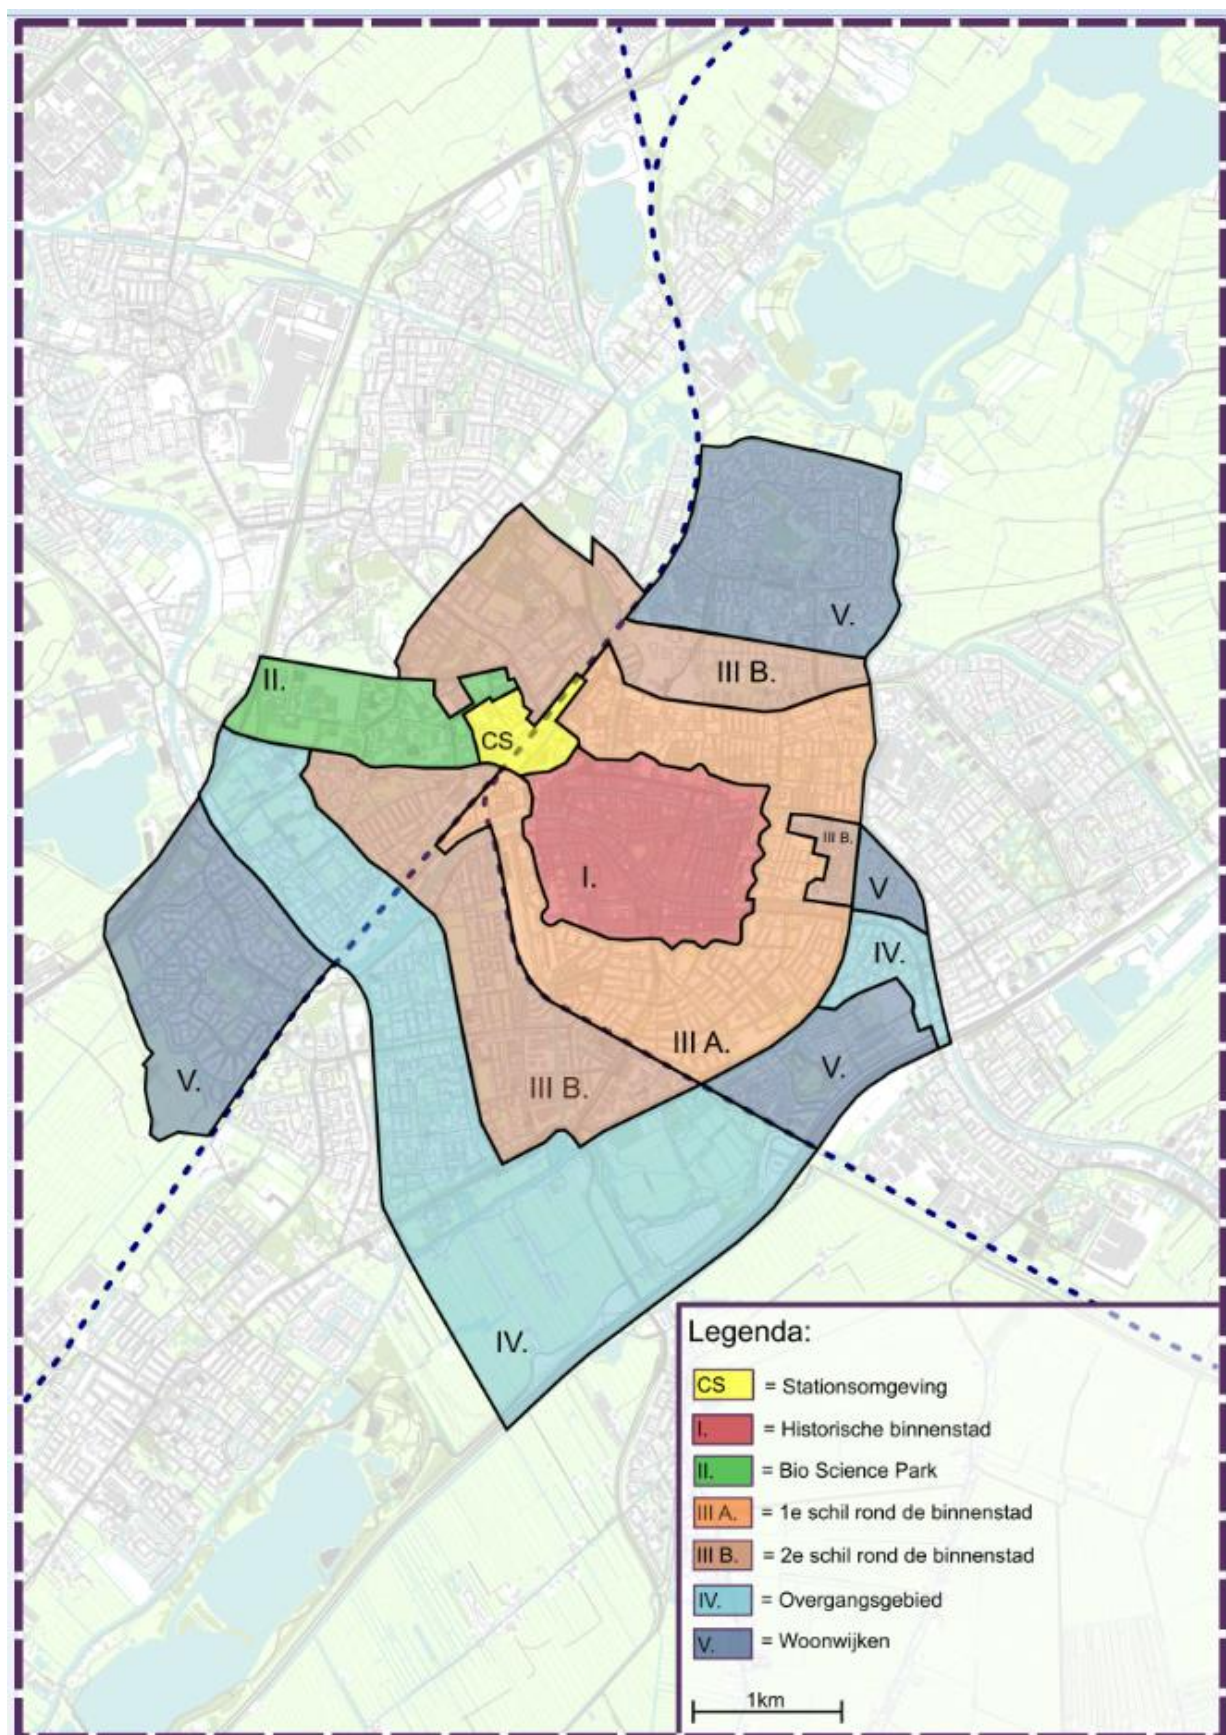 V.
III B.
II.
CS
III B.
I.
V
IV.
III A.
V.
V.
III B.
IV.
Legenda:
CS = Stationsomgeving
I. = Historische binnenstad
II. = Bio Science Park
III A. = 1e schil rond de binnenstad
III B. = 2e schil rond de binnenstad
IV. = Overgangsgebied
V. = Woonwijken
1km